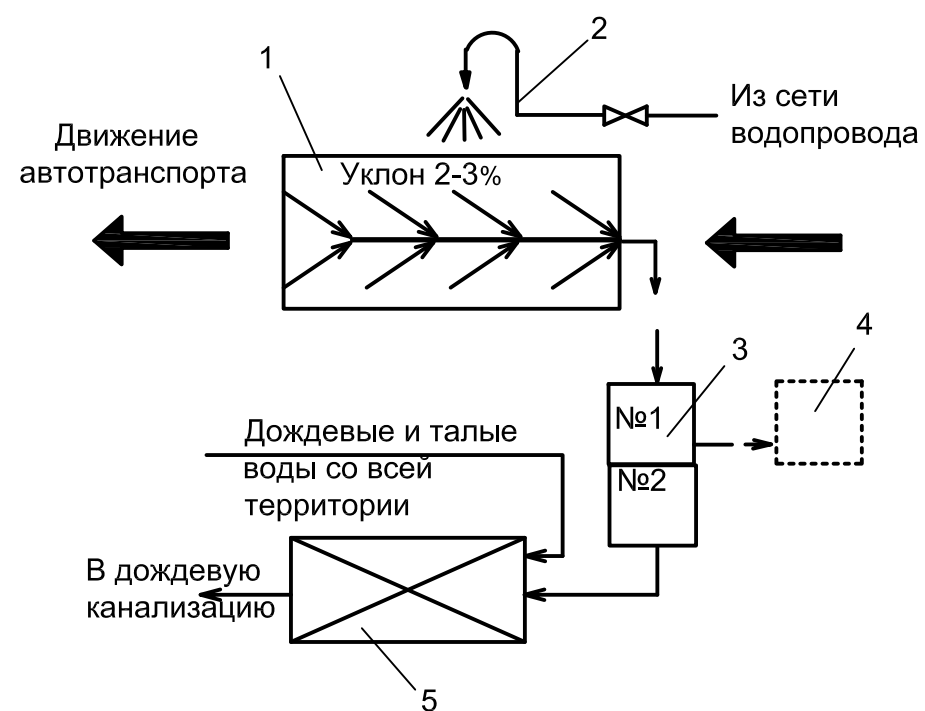 2
1
Из сети
водопровода
Движение
автотранспорта
Уклон 2-3%
4
3
№1
№2
Дождевые и талые
воды со всей
территории
В дождевую
канализацию
5